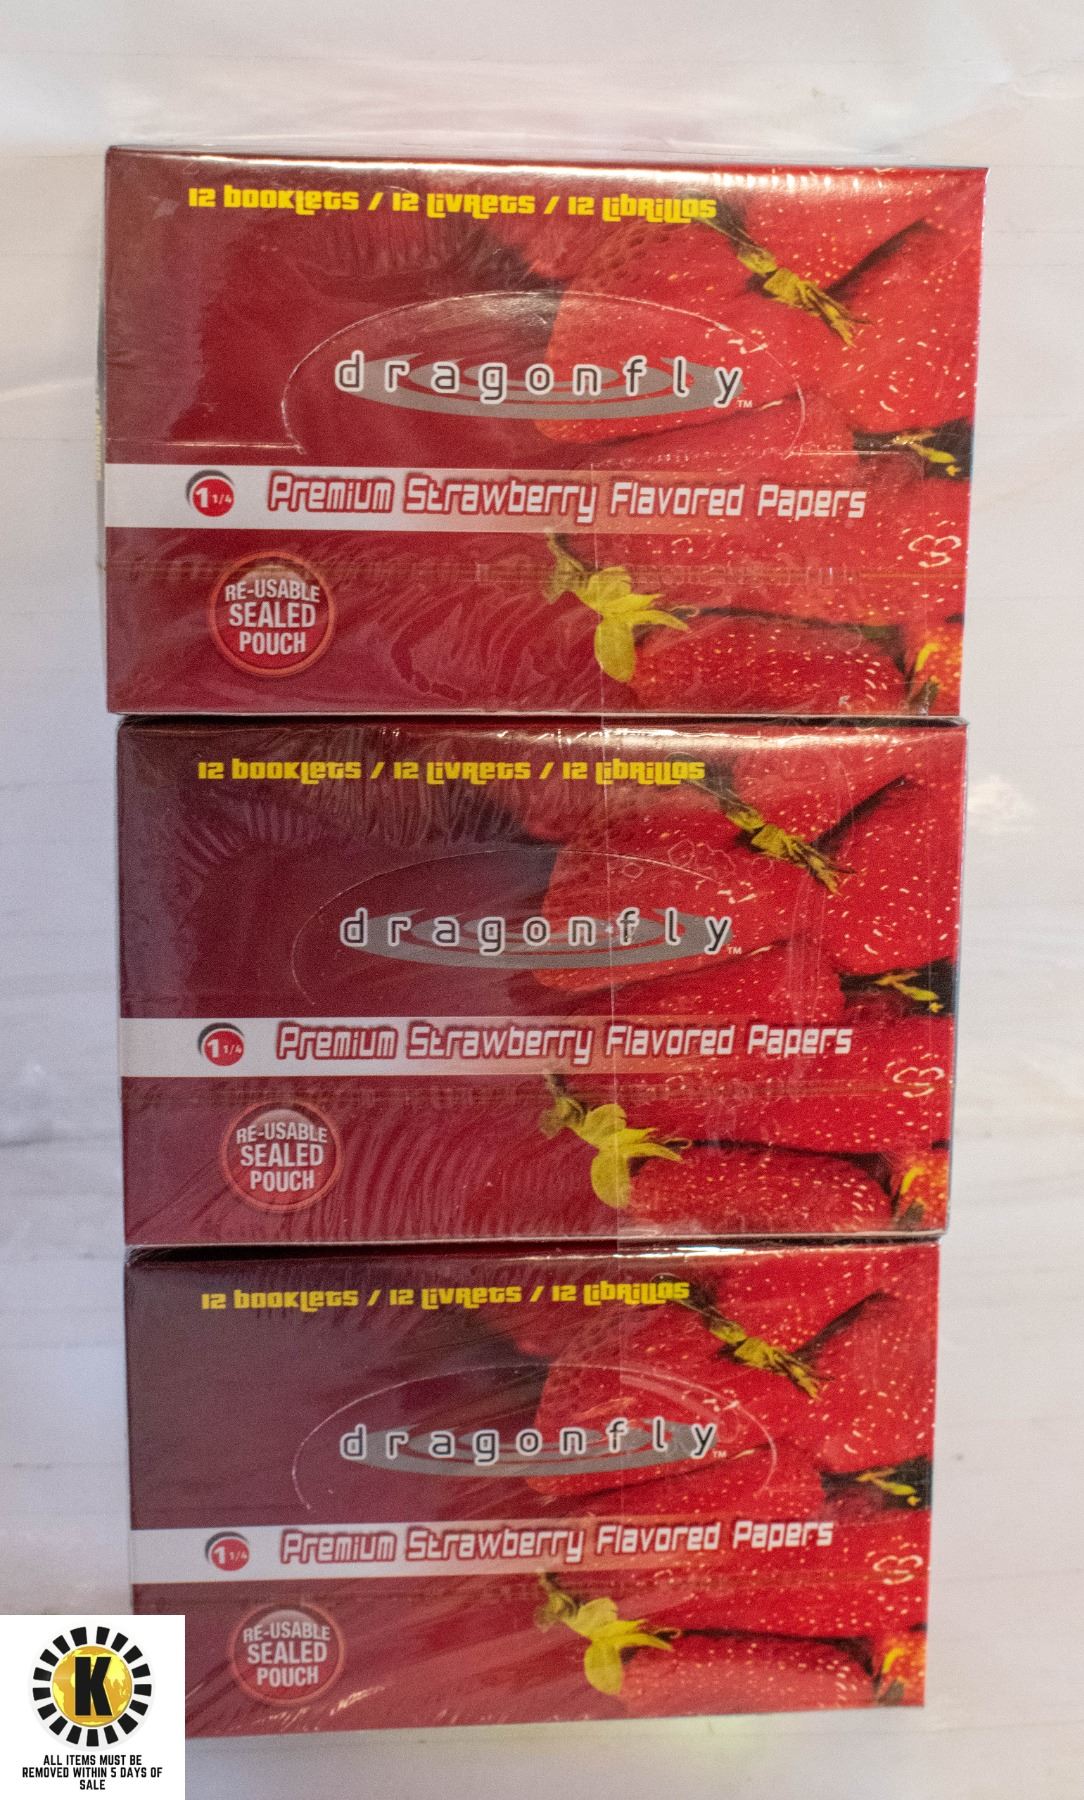 12 booklets / 12 livrets / 12 librillos
dragonfly™
1 1/4 Premium Strawberry Flavored Papers
RE-USABLE
SEALED
POUCH
12 booklets / 12 livrets / 12 librillos
dragonfly™
1 1/4 Premium Strawberry Flavored Papers
RE-USABLE
SEALED
POUCH
12 booklets / 12 livrets / 12 librillos
dragonfly™
1 1/4 Premium Strawberry Flavored Papers
RE-USABLE
SEALED
POUCH
K
ALL ITEMS MUST BE
REMOVED WITHIN 5 DAYS OF
SALE